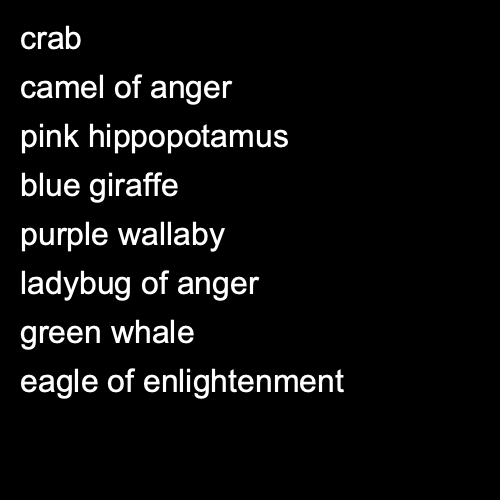 crab
camel of anger
pink hippopotamus
blue giraffe
purple wallaby
ladybug of anger
green whale
eagle of enlightenment